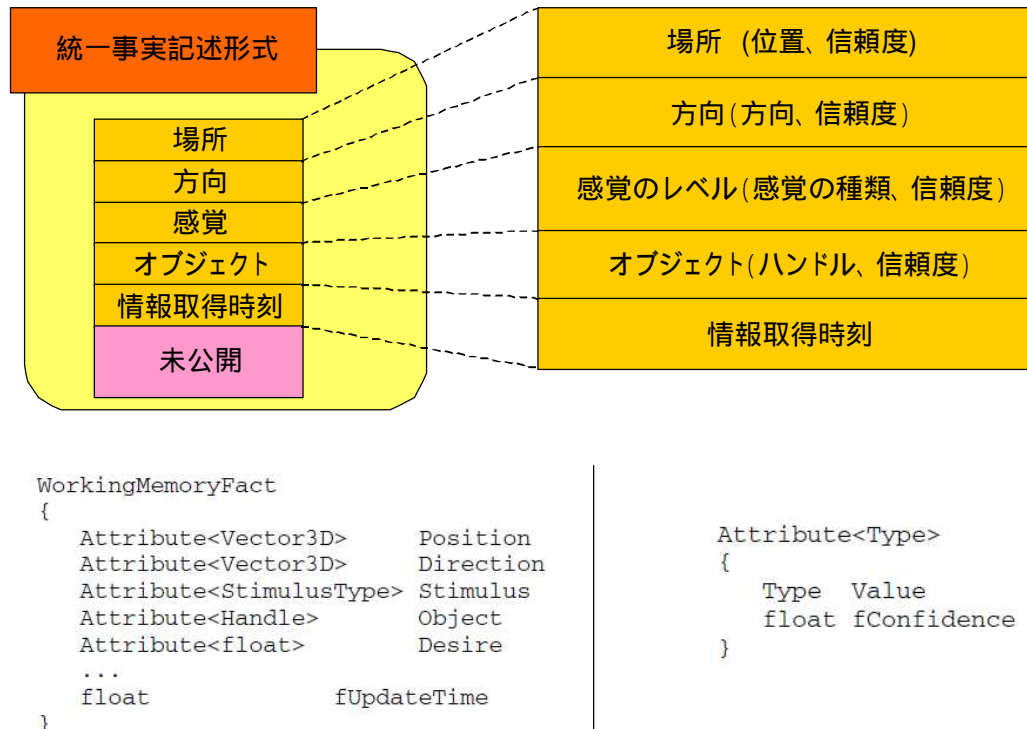 統一事実記述形式
場所
方向
感覚
オブジェクト
情報取得時刻
未公開
場所 (位置、信頼度)
方向(方向、信頼度)
感覚のレベル(感覚の種類、信頼度)
オブジェクト(ハンドル、信頼度)
情報取得時刻
WorkingMemoryFact
{
Attribute<Vector3D> Position
Attribute<Vector3D> Direction
Attribute<StimulusType> Stimulus
Attribute<Handle> Object
Attribute<float> Desire
...
float fUpdateTime
}
Attribute<Type>
{
Type Value
float fConfidence
}